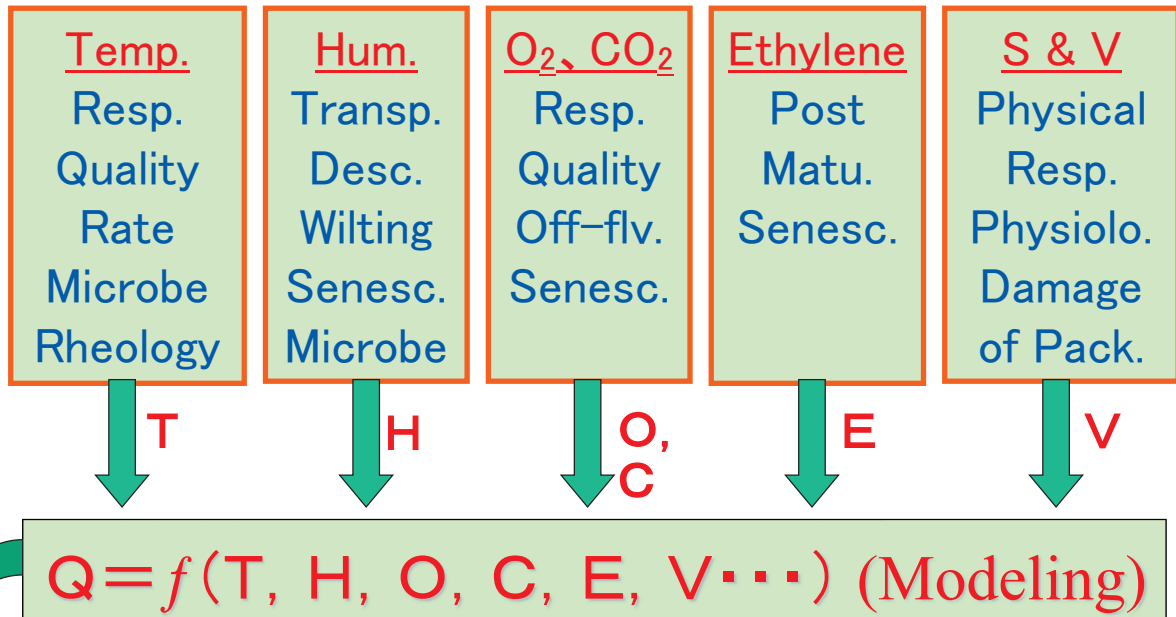 Temp.
Resp.
Quality
Rate
Microbe
Rheology
Hum.
Transp.
Desc.
Wilting
Senesc.
Microbe
O₂、CO₂
Resp.
Quality
Off-flv.
Senesc.
Ethylene
Post
Matu.
Senesc.
S & V
Physical
Resp.
Physiolo.
Damage
of Pack.
T
H
O,
C
E
V
Q=f(T, H, O, C, E, V･･･) (Modeling)